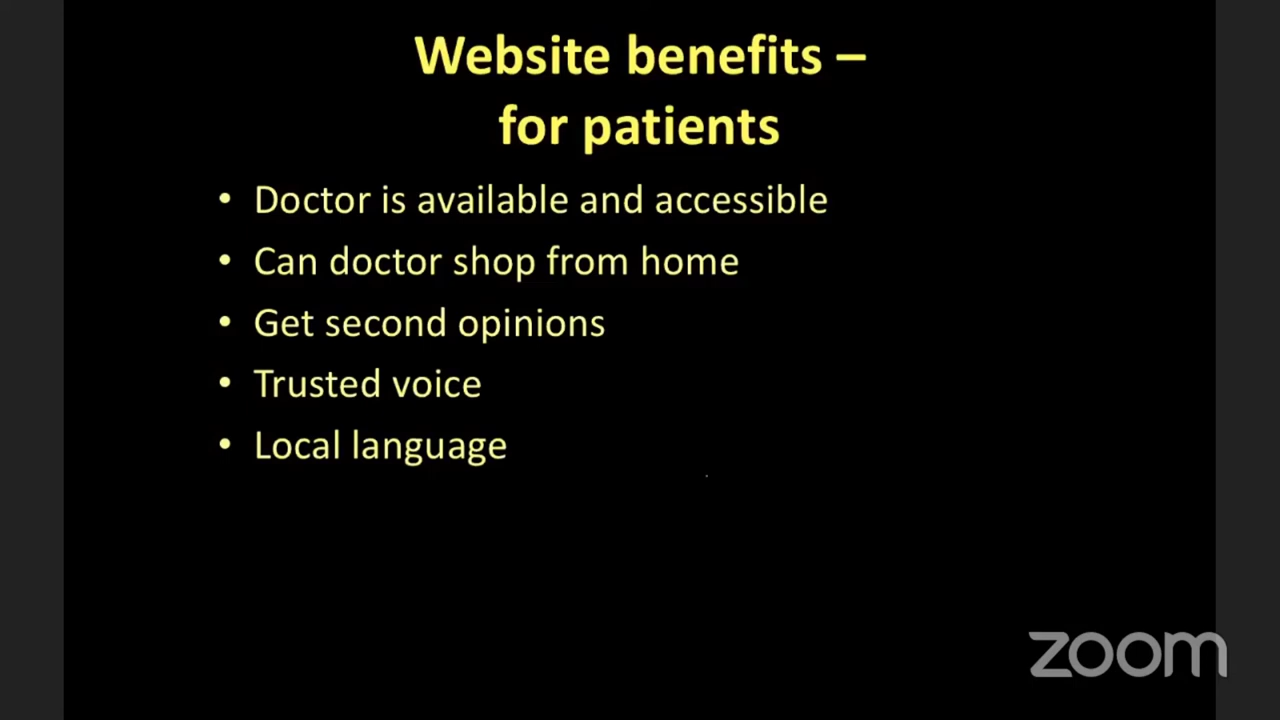 Website benefits –
for patients
• Doctor is available and accessible
• Can doctor shop from home
• Get second opinions
• Trusted voice
• Local language
zoom